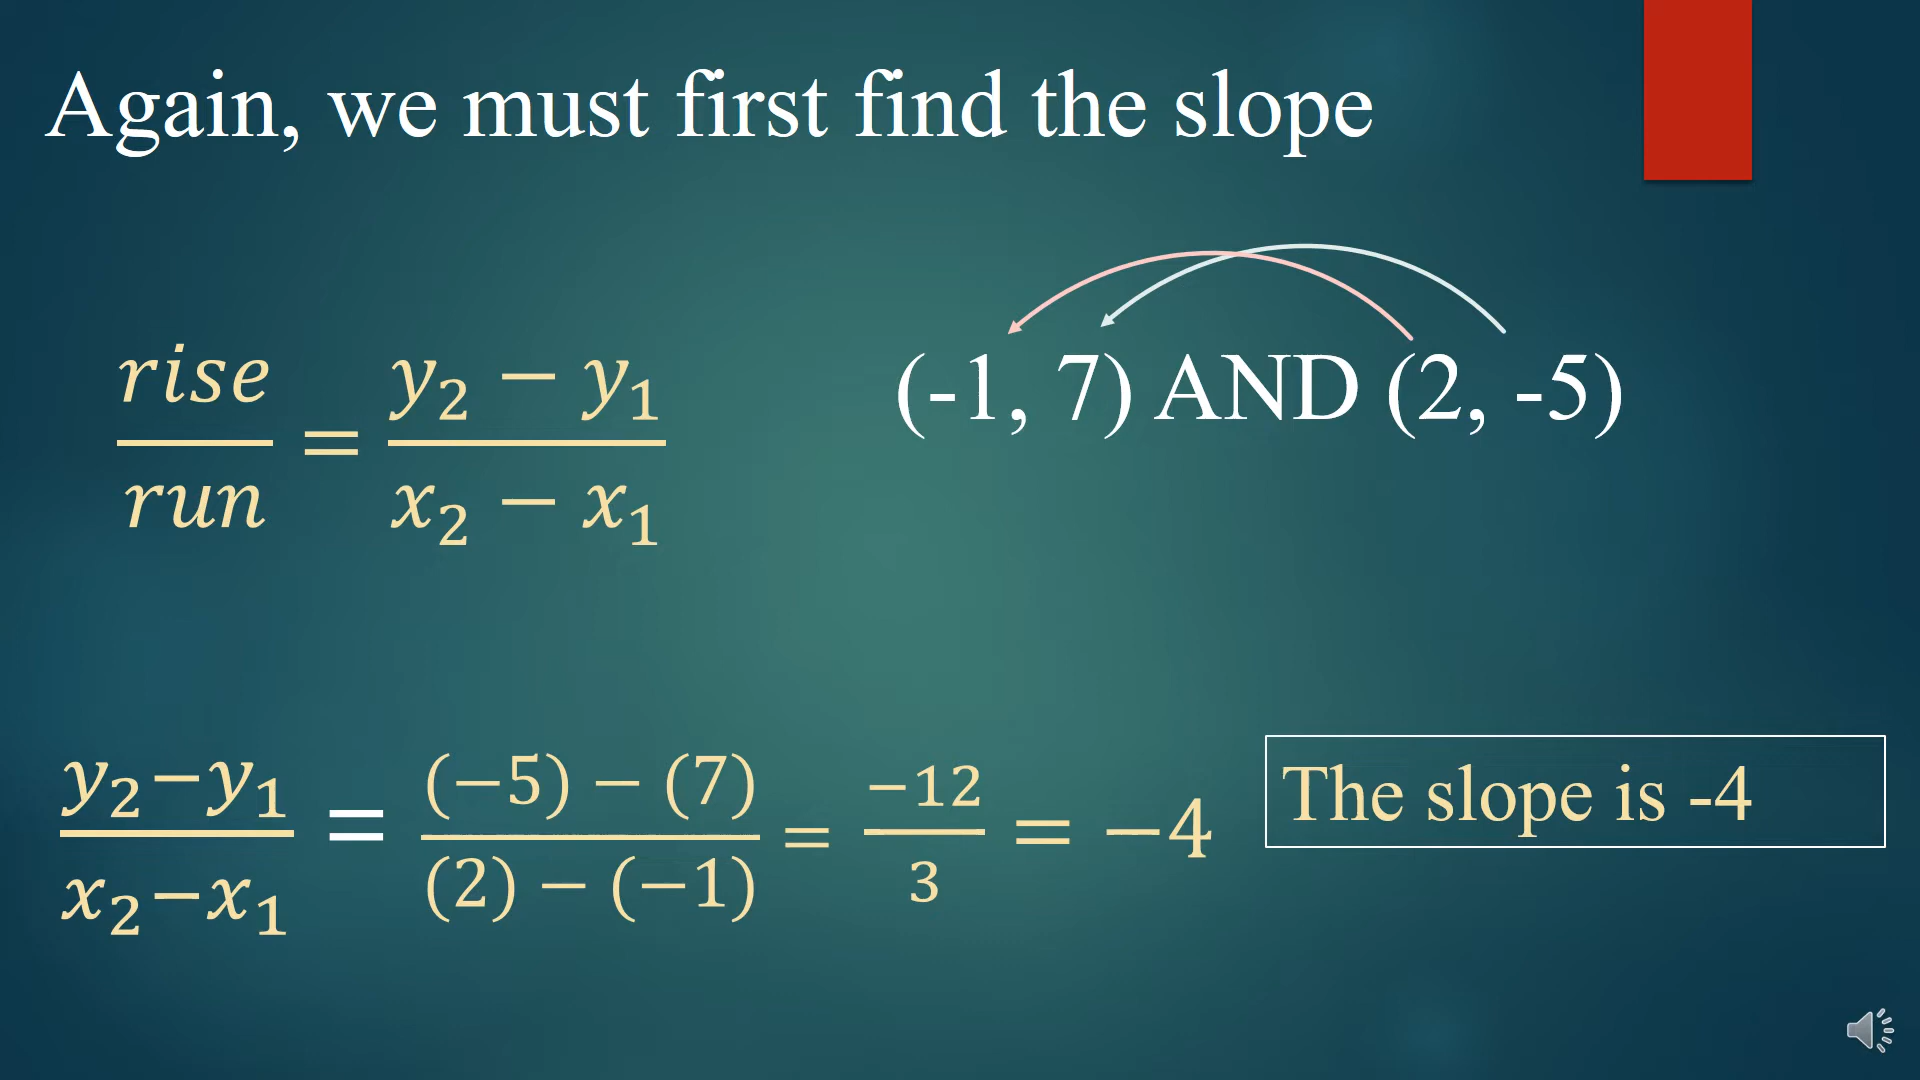 Again, we must first find the slope
rise/run = y₂ − y₁/x₂ − x₁
(-1, 7) AND (2, -5)
y₂−y₁/x₂−x₁ = (−5) − (7)/(2) − (−1) = −12/3 = −4
The slope is -4